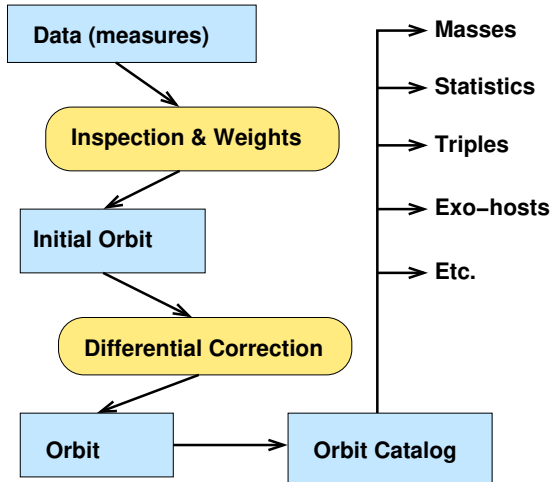 Data (measures)
Inspection & Weights
Initial Orbit
Differential Correction
Orbit
Orbit Catalog
Masses
Statistics
Triples
Exo−hosts
Etc.